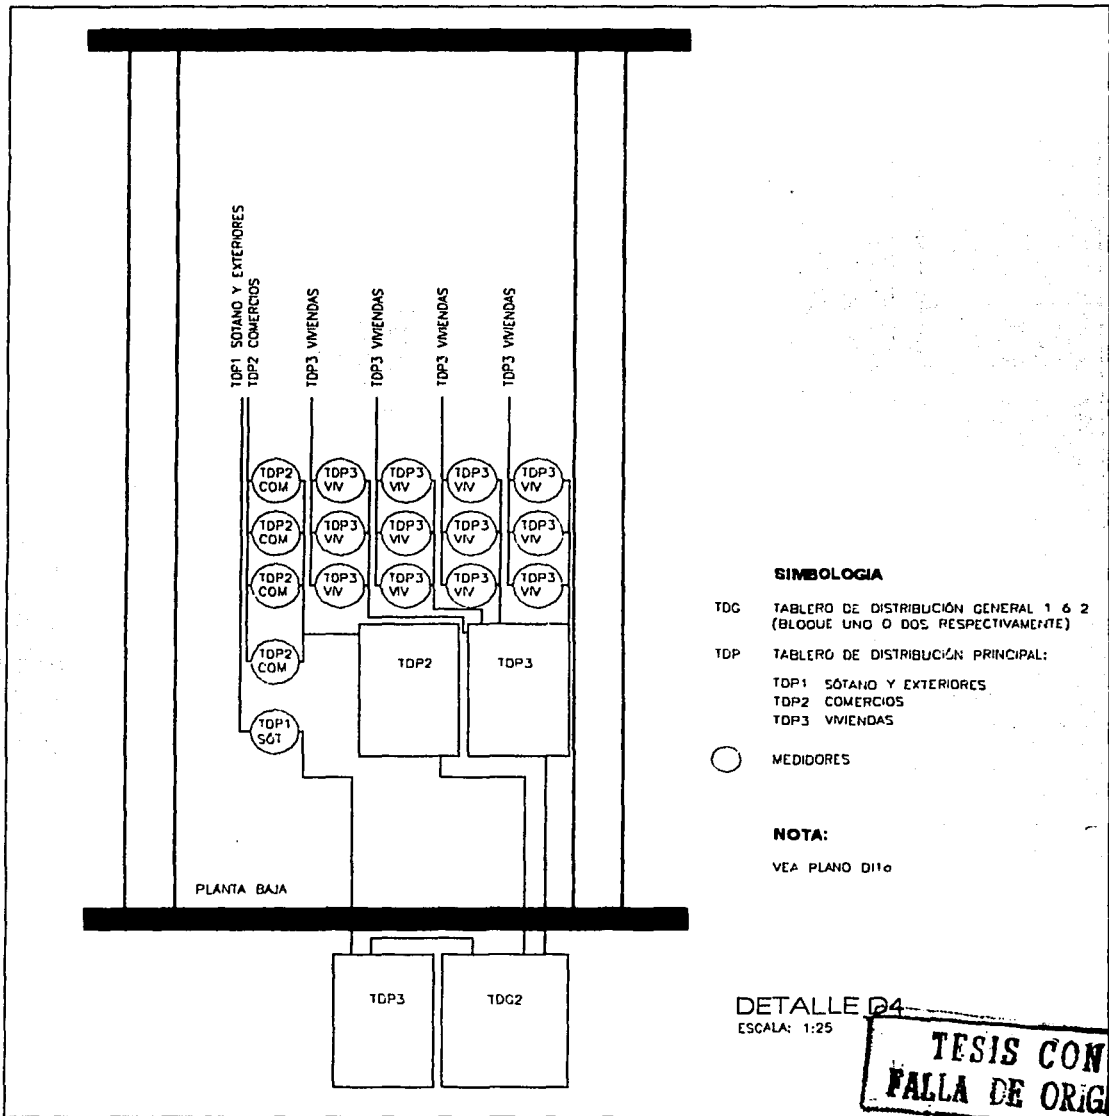 TDP1 SOTANO Y EXTERIORES
TDP2 COMERCIOS
TDP3 VIVIENDAS
TDP3 VIVIENDAS
TDP3 VIVIENDAS
TDP3 VIVIENDAS
TDP2 COM
TDP3 VIV
TDP3 VIV
TDP3 VIV
TDP3 VIV
TDP2 COM
TDP3 VIV
TDP3 VIV
TDP3 VIV
TDP3 VIV
TDP2 COM
TDP3 VIV
TDP3 VIV
TDP3 VIV
TDP3 VIV
TDP2 COM
TDP1 SÓT
TDP2
TDP3
PLANTA BAJA
TDP3
TDG2
SIMBOLOGIA
TDG TABLERO DE DISTRIBUCIÓN GENERAL 1 ó 2
(BLOQUE UNO O DOS RESPECTIVAMENTE)
TDP TABLERO DE DISTRIBUCIÓN PRINCIPAL:
TDP1 SÓTANO Y EXTERIORES
TDP2 COMERCIOS
TDP3 VIVIENDAS
MEDIDORES
NOTA:
VEA PLANO
DETALLE D4
ESCALA: 1:25
TESIS CON
FALLA DE ORIG